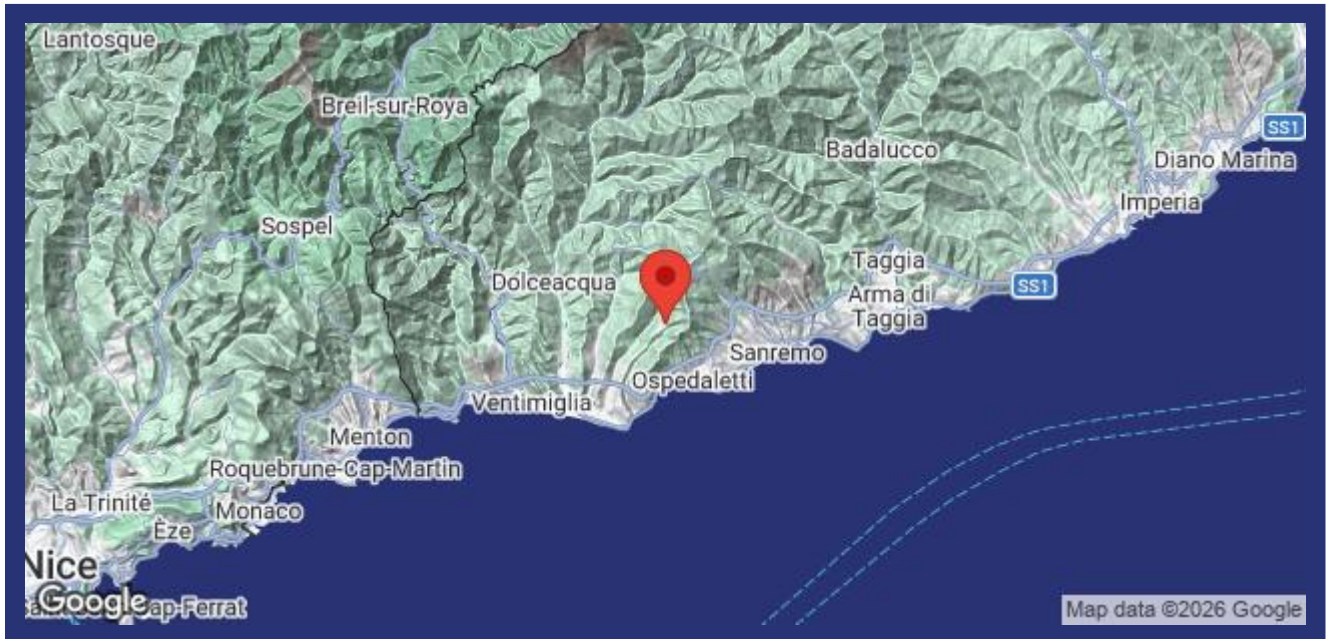 Lantosque
Breil-sur-Roya
SS1
Badalucco
Diano Marina
Imperia
Sospel
Taggia
Dolceacqua
SS1
Arma di
Taggia
Sanremo
Ospedaletti
Ventimiglia
Menton
Roquebrune-Cap-Martin
La Trinité
Monaco
Èze
Nice
Google
ap-Ferrat
Map data ©2026 Google